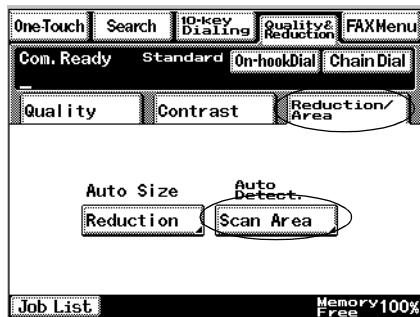 One-Touch Search 10-key Dialing Quality& Reduction FAXMenu
Com. Ready Standard On-hookDial Chain Dial
Quality Contrast Reduction/ Area
Auto Size Auto Detect.
Reduction Scan Area
Job List Memory Free 100%